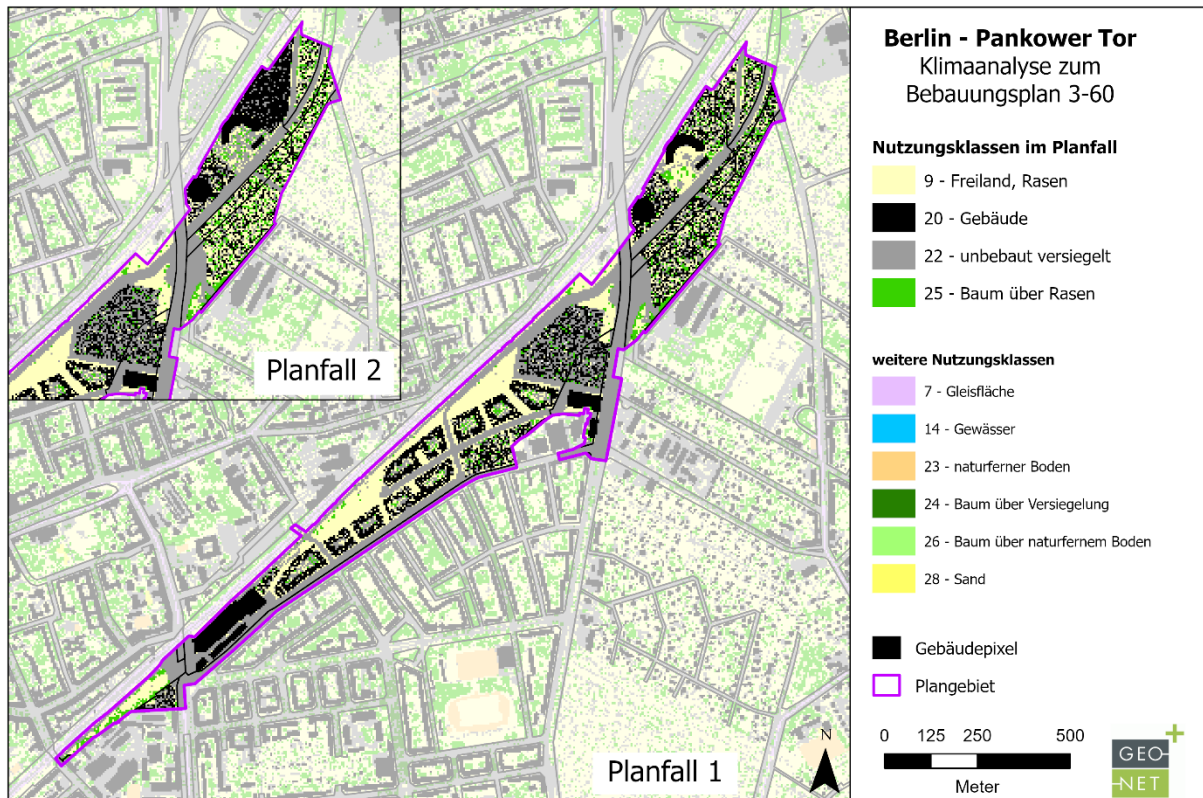 Berlin - Pankower Tor
Klimaanalyse zum
Bebauungsplan 3-60
Nutzungsklassen im Planfall
9 - Freiland, Rasen
20 - Gebäude
22 - unbebaut versiegelt
25 - Baum über Rasen
weitere Nutzungsklassen
7 - Gleisfläche
14 - Gewässer
23 - naturferner Boden
24 - Baum über Versiegelung
26 - Baum über naturfernem Boden
28 - Sand
Gebäudepixel
Plangebiet
0 125 250 500
Meter
GEO
NET
Planfall 2
Planfall 1
N